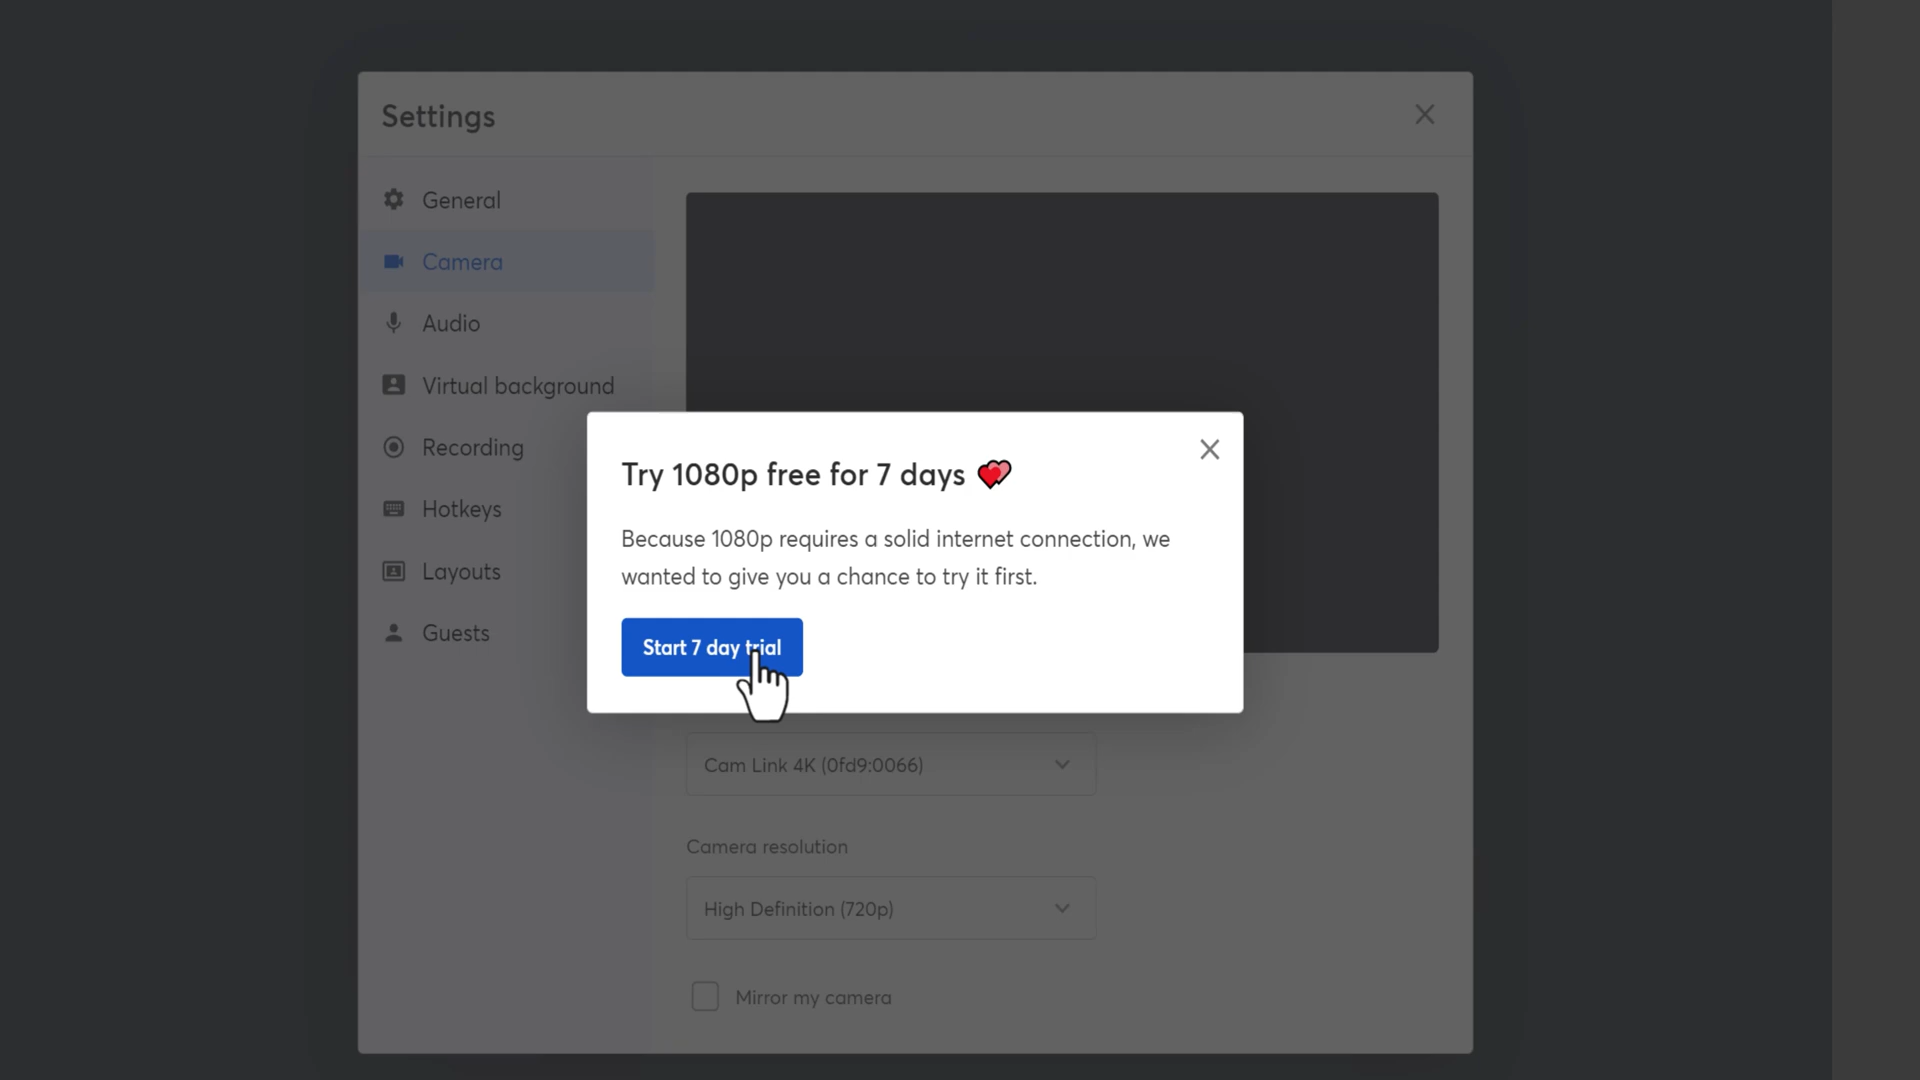 Settings
General
Camera
Audio
Virtual background
Recording
Hotkeys
Layouts
Guests
Try 1080p free for 7 days
Because 1080p requires a solid internet connection, we
wanted to give you a chance to try it first.
Start 7 day trial
Cam Link 4K (0fd9:0066)
Camera resolution
High Definition (720p)
Mirror my camera